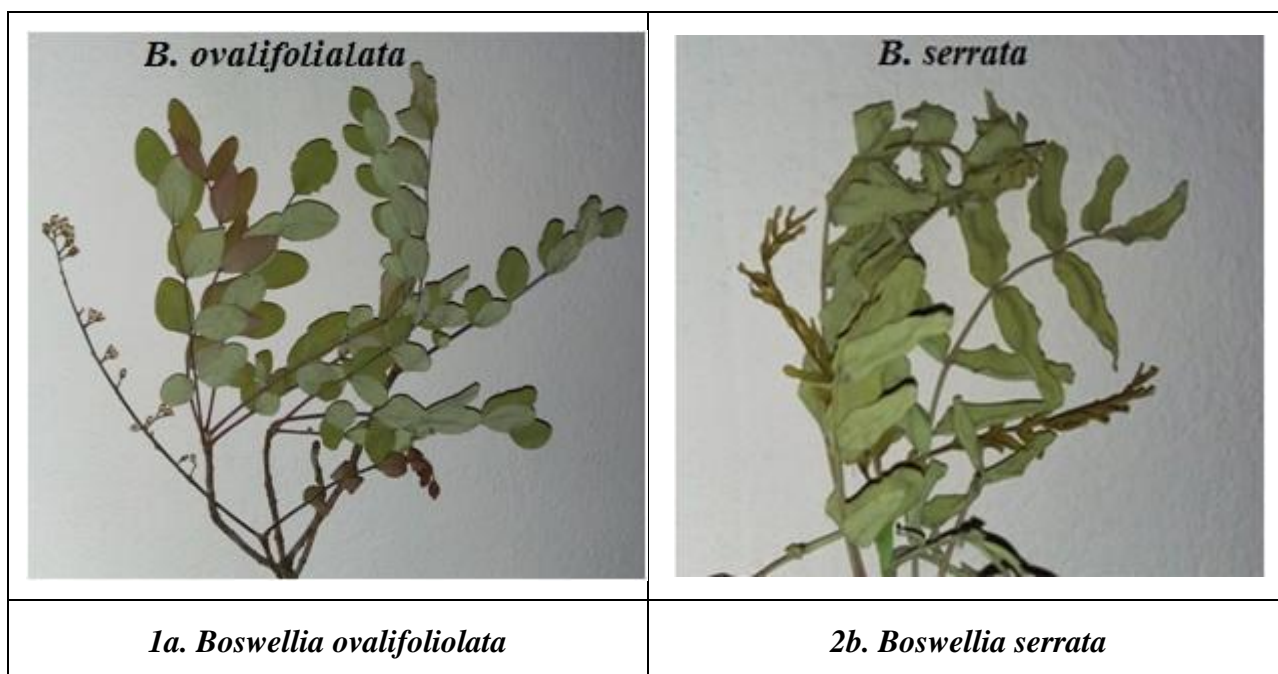 B. ovalifolialata
B. serrata
1a. Boswellia ovalifoliolata
2b. Boswellia serrata